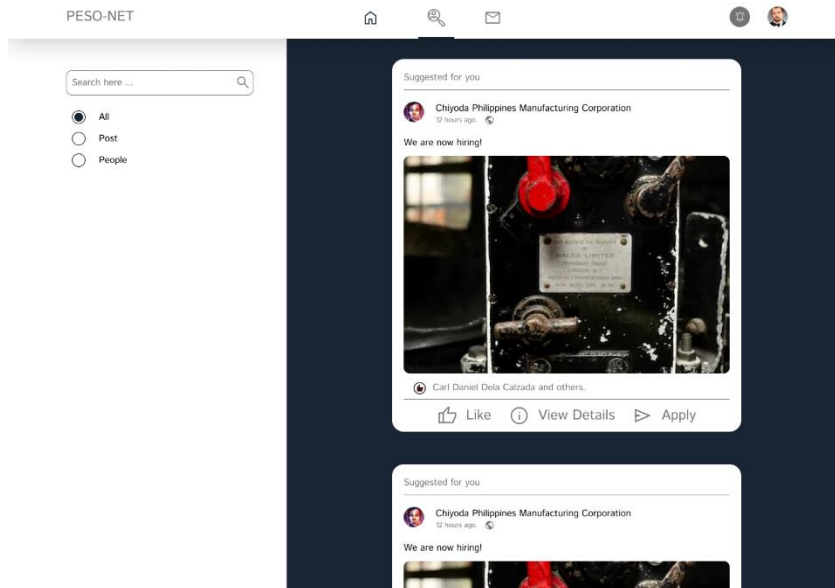 PESO-NET
Search here ...
All
Post
People
Suggested for you
Chiyoda Philippines Manufacturing Corporation
12 hours ago.
We are now hiring!
LIMITED
Carl Daniel Dela Calzada and others.
Like
View Details
Apply
Suggested for you
Chiyoda Philippines Manufacturing Corporation
12 hours ago.
We are now hiring!